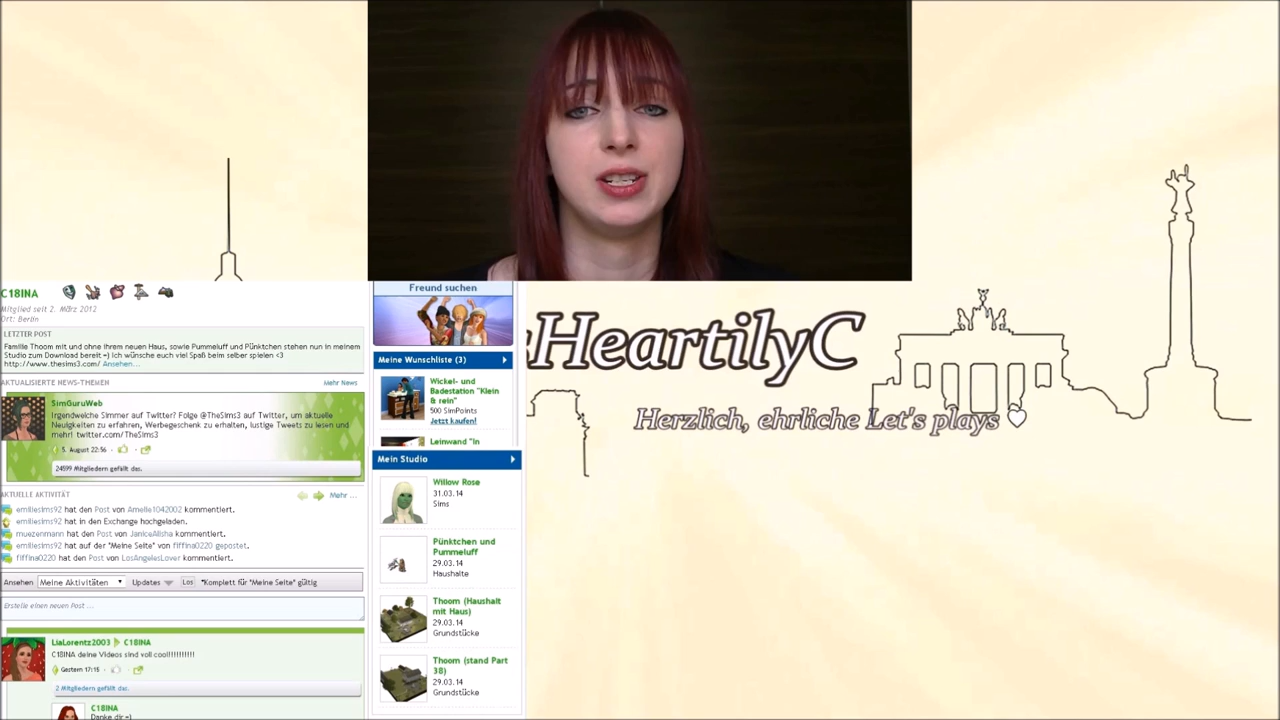 C18INA
Mitglied seit 2. März 2012
Ort: Berlin
LETZTER POST
Familie Thoom mit und ohne ihrem neuen Haus, sowie Pummeluff und Pünktchen stehen nun in meinem
Studio zum Download bereit =) Ich wünsche euch viel Spaß beim selber spielen <3
http://www.thesims3.com/ Ansehen...
AKTUALISIERTE NEWS-THEMEN
Mehr News
SimGuruWeb
Irgendwelche Simmer auf Twitter? Folge @TheSims3 auf Twitter, um aktuelle
Neuigkeiten zu erfahren, Werbegeschenk zu erhalten, lustige Tweets zu lesen und
mehr! twitter.com/TheSims3
5. August 22:56
24599 Mitgliedern gefällt das.
AKTUELLE AKTIVITÄT
Mehr ...
emiliesims92 hat den Post von Amelie1042002 kommentiert.
emiliesims92 hat in den Exchange hochgeladen.
muezenmann hat den Post von JaniceAlisha kommentiert.
emiliesims92 hat auf der "Meine Seite" von fiffina0220 gepostet.
fiffina0220 hat den Post von LosAngelesLover kommentiert.
Ansehen Meine Aktivitäten Updates Los *Komplett für "Meine Seite" gültig
Erstelle einen neuen Post ...
LiaLorentz2003 C18INA
C18INA deine Videos sind voll cool!!!!!!!!!!
Gestern 17:15
2 Mitgliedern gefällt das.
C18INA
Danke dir =)
Freund suchen
Meine Wunschliste (3)
Wickel- und
Badestation "Klein
& rein"
500 SimPoints
Jetzt kaufen!
Leinwand "In
Mein Studio
Willow Rose
31.03.14
Sims
Pünktchen und
Pummeluff
29.03.14
Haushalte
Thoom (Haushalt
mit Haus)
29.03.14
Grundstücke
Thoom (stand Part
38)
29.03.14
Grundstücke
HeartilyC
Herzlich, ehrliche Let's plays